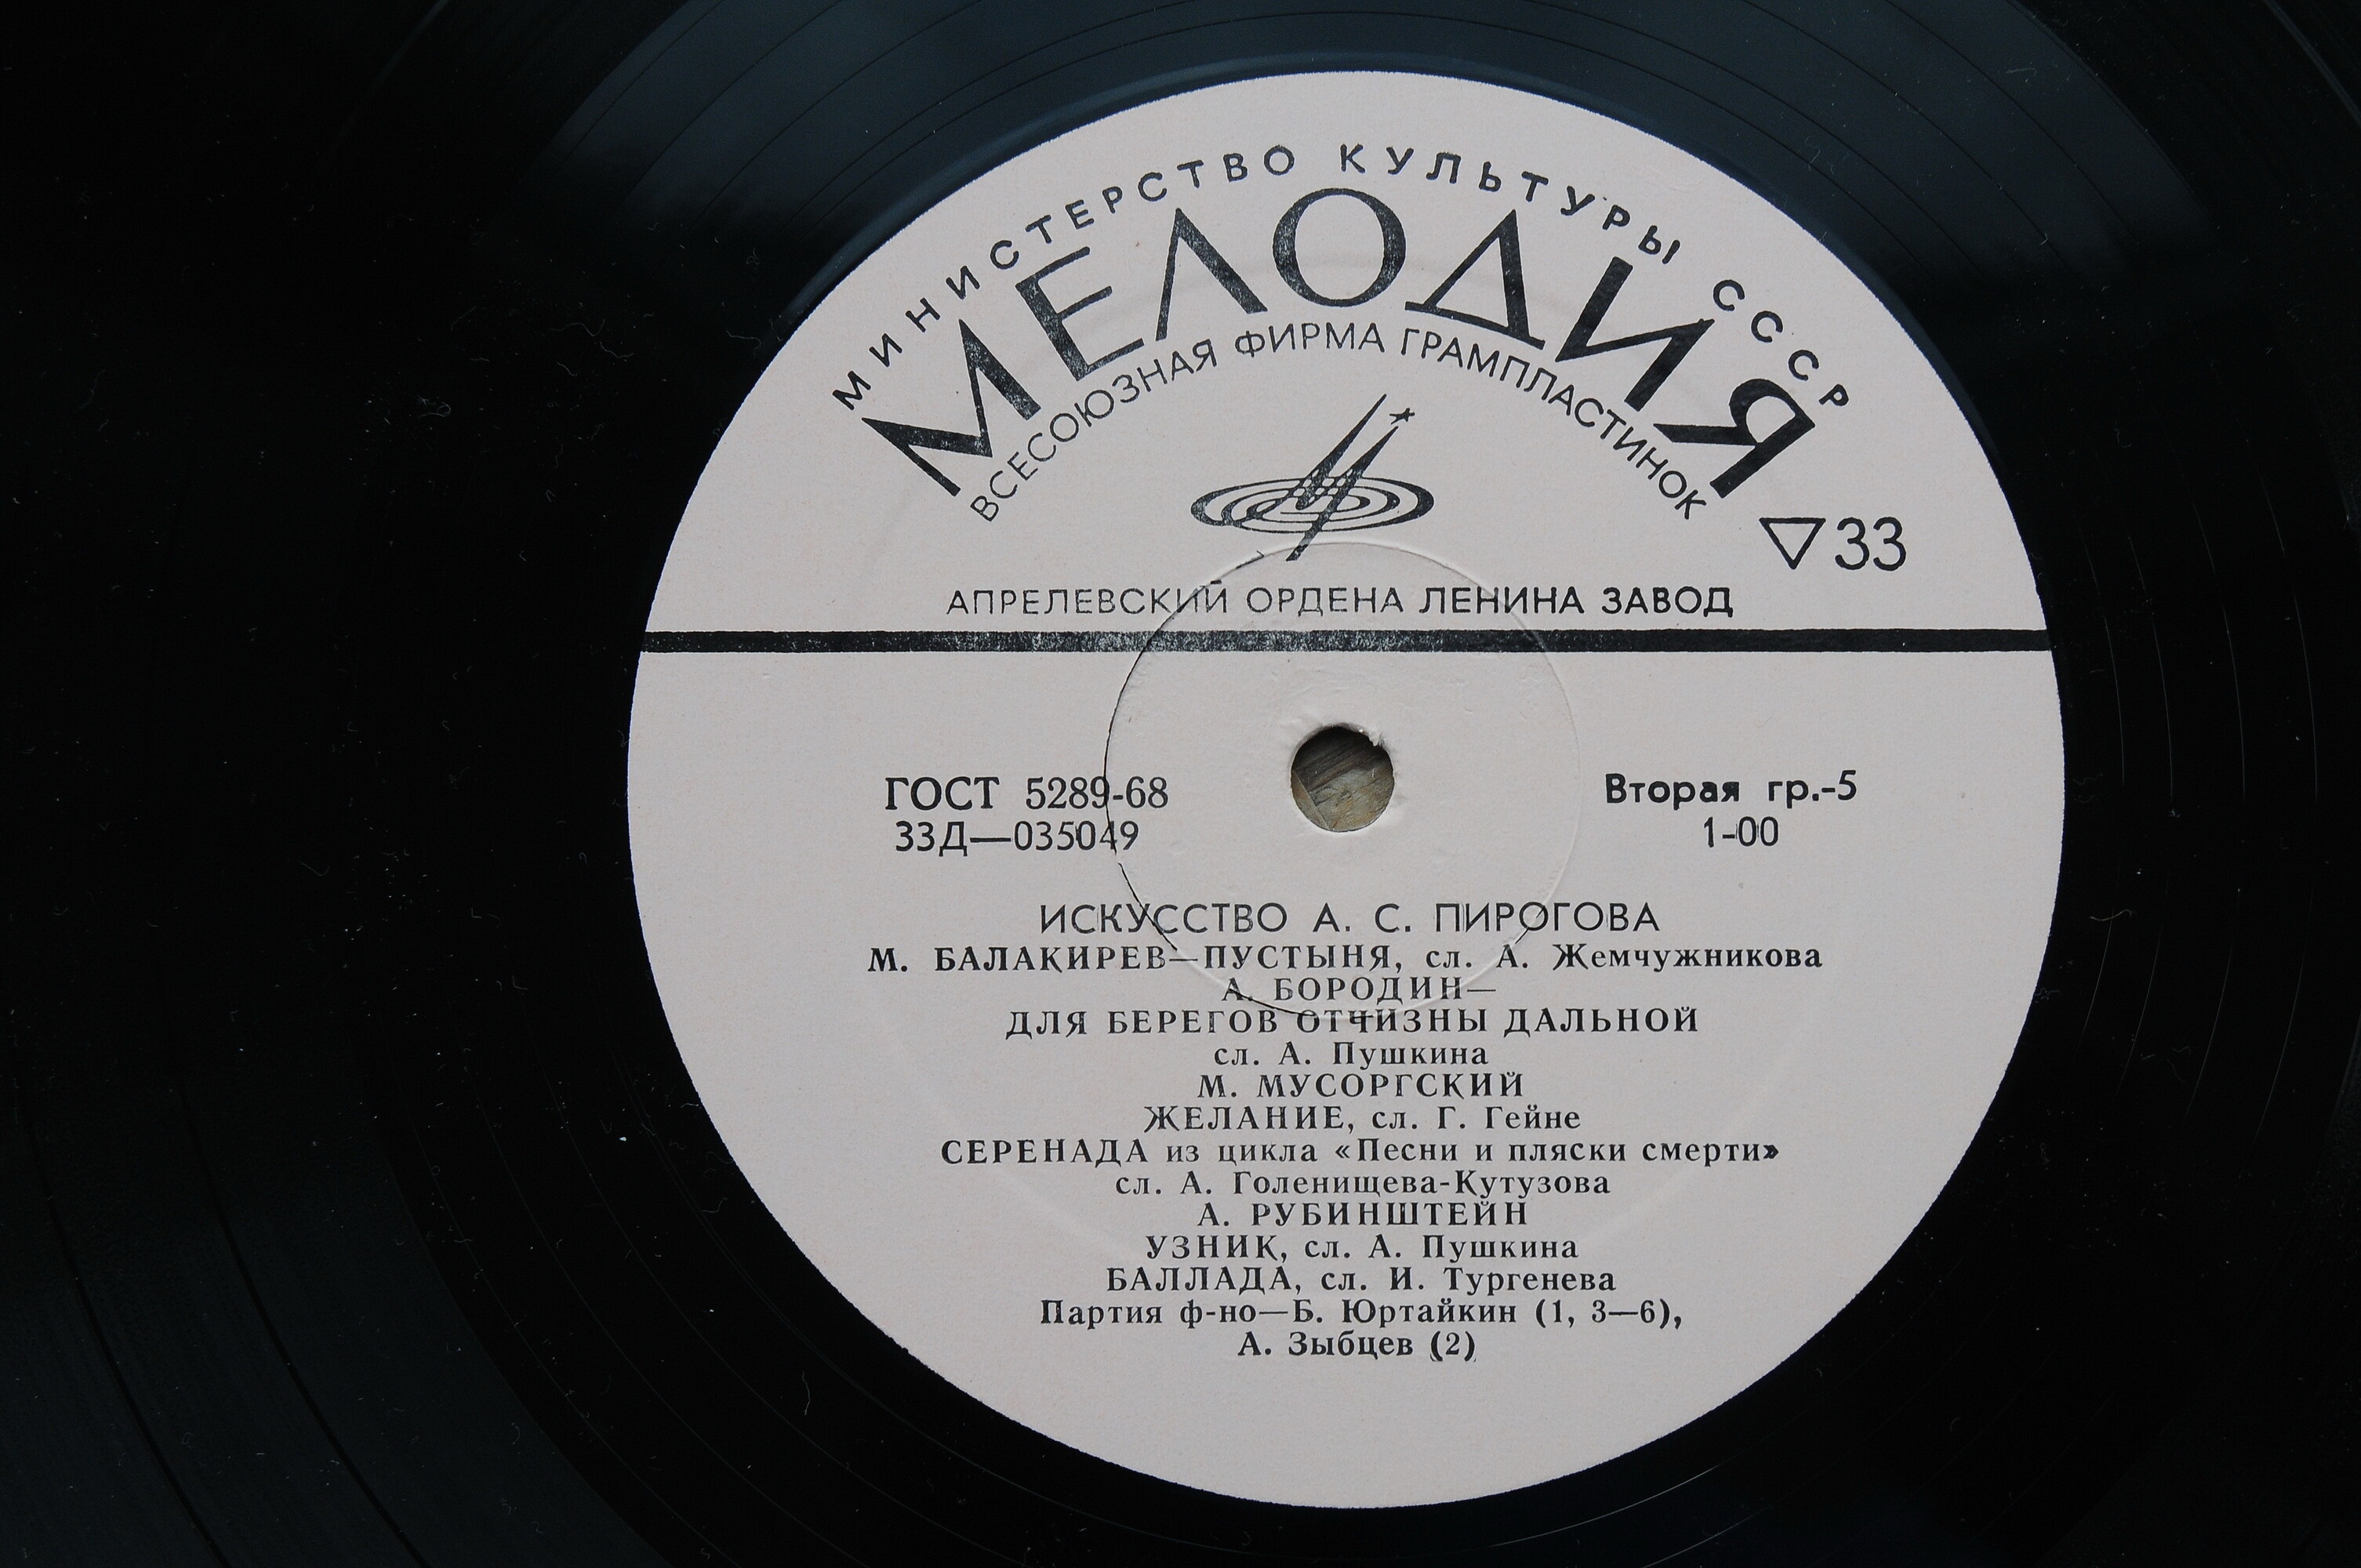 МИНИСТЕРСТВО КУЛЬТУРЫ СССР
МЕЛОДИЯ
ВСЕСОЮЗНАЯ ФИРМА ГРАМПЛАСТИНОК
▽33
АПРЕЛЕВСКИЙ ОРДЕНА ЛЕНИНА ЗАВОД
ГОСТ 5289-68
Вторая гр.-5
33Д—035049
1-00
ИСКУССТВО А. С. ПИРОГОВА
М. БАЛАКИРЕВ—ПУСТЫНЯ, сл. А. Жемчужникова
А. БОРОДИН—
ДЛЯ БЕРЕГОВ ОТЧИЗНЫ ДАЛЬНОЙ
сл. А. Пушкина
М. МУСОРГСКИЙ
ЖЕЛАНИЕ, сл. Г. Гейне
СЕРЕНАДА из цикла «Песни и пляски смерти»
сл. А. Голенищева-Кутузова
А. РУБИНШТЕЙН
УЗНИК, сл. А. Пушкина
БАЛЛАДА, сл. И. Тургенева
Партия ф-но—Б. Юртайкин (1, 3—6),
А. Зыбцев (2)